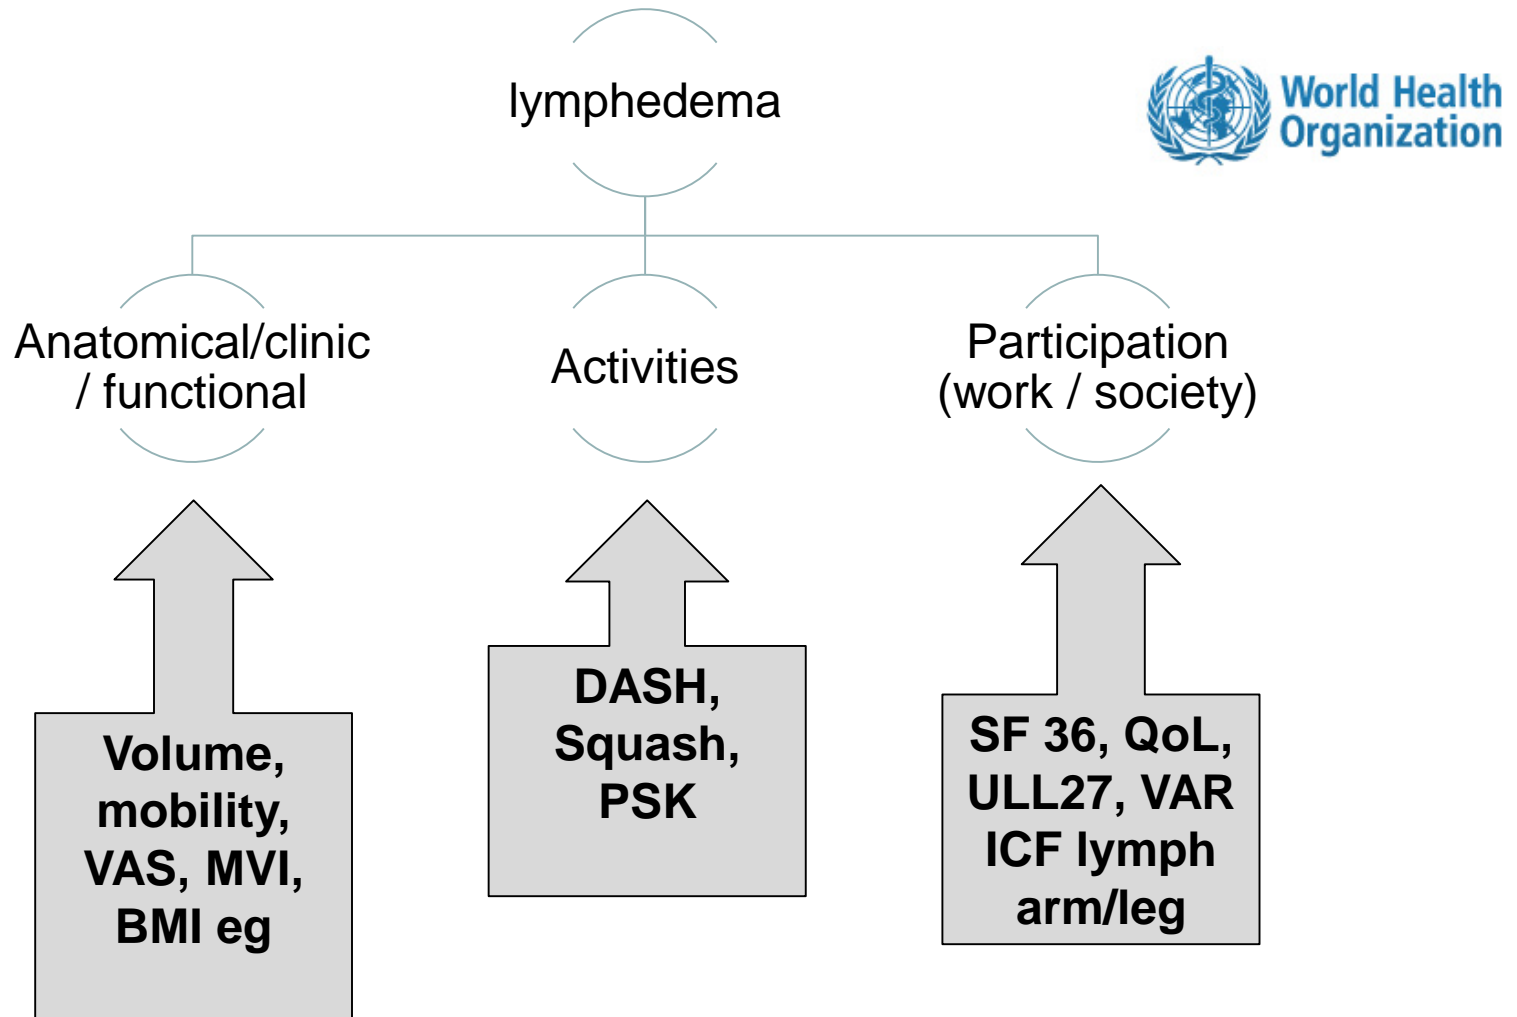 lymphedema
World Health
Organization
Anatomical/clinic
/ functional
Activities
Participation
(work / society)
Volume,
mobility,
VAS, MVI,
BMI eg
DASH,
Squash,
PSK
SF 36, QoL,
ULL27, VAR
ICF lymph
arm/leg